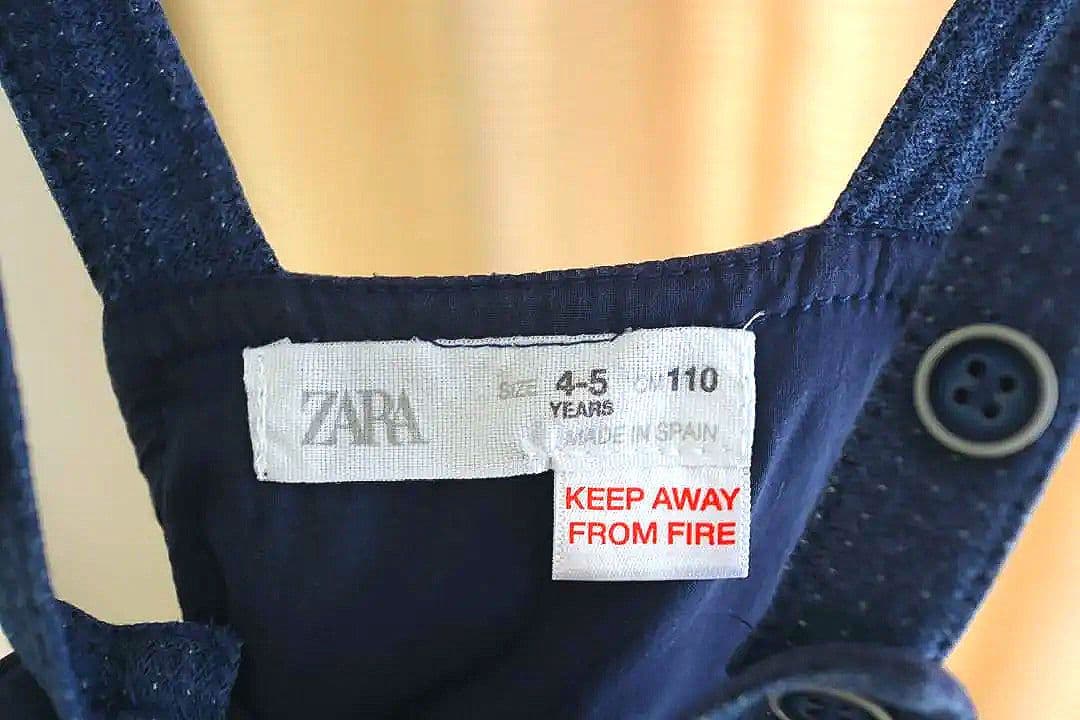 ZARA
SIZE 4-5 CM 110
YEARS
MADE IN SPAIN
KEEP AWAY
FROM FIRE